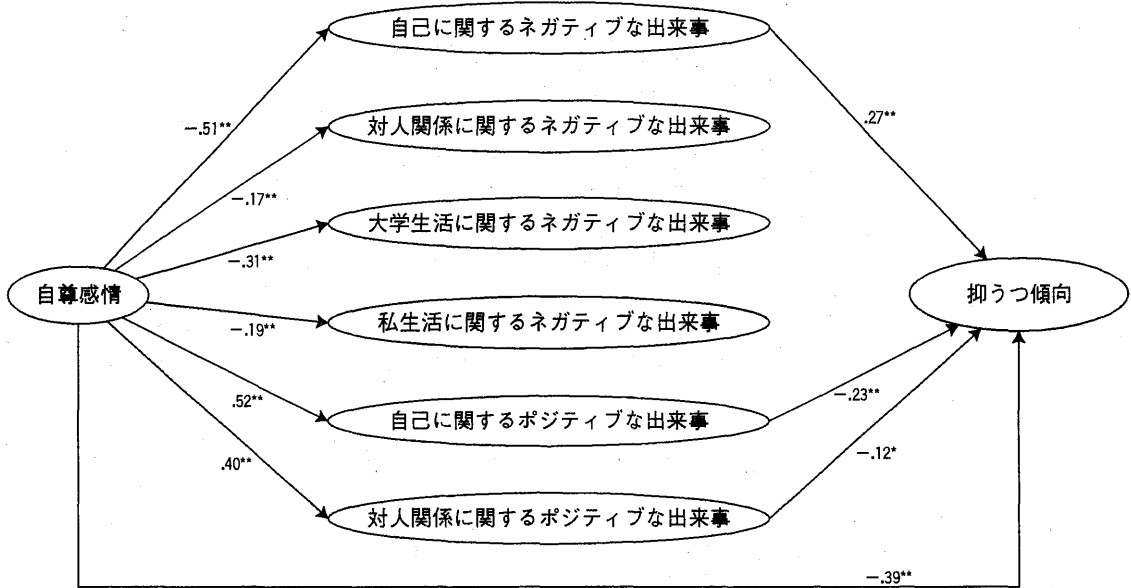 自己に関するネガティブな出来事
−.51**
.27**
対人関係に関するネガティブな出来事
−.17**
大学生活に関するネガティブな出来事
−.31**
自尊感情
抑うつ傾向
私生活に関するネガティブな出来事
−.19**
.52**
自己に関するポジティブな出来事
−.23**
.40**
−.12*
対人関係に関するポジティブな出来事
−.39**